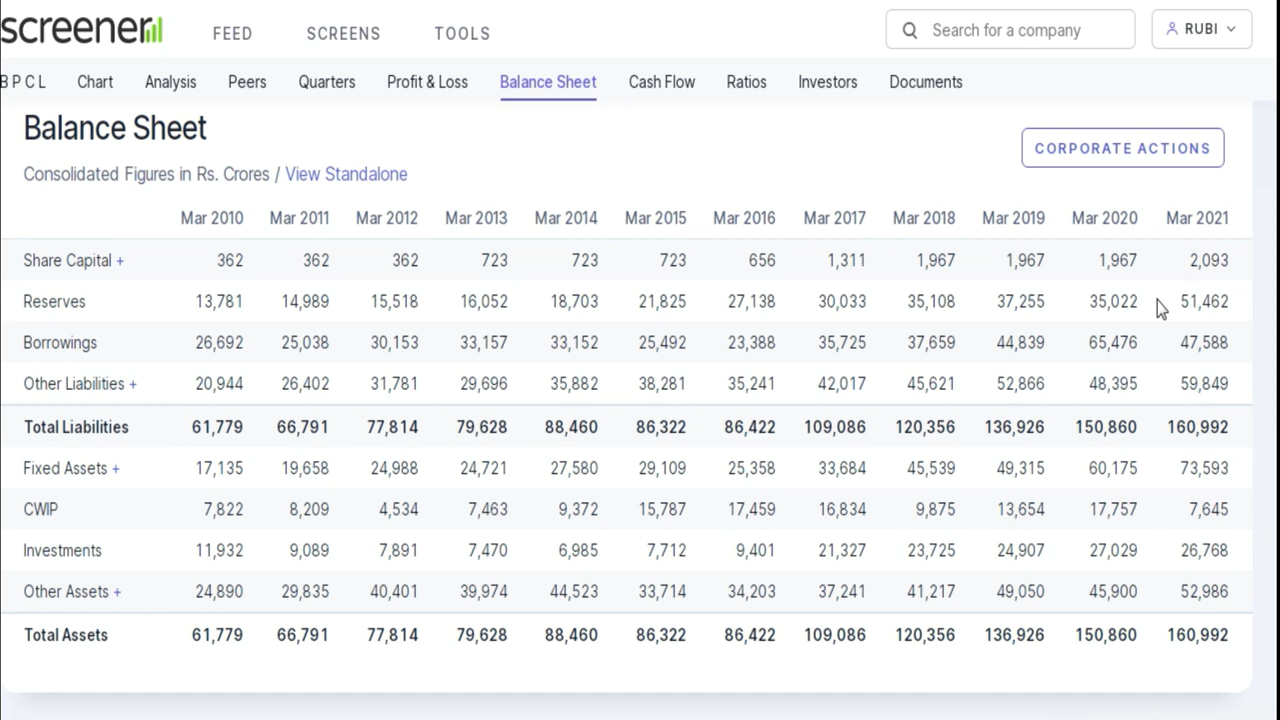 screener FEED SCREENS TOOLS Search for a company RUBI
B P C L Chart Analysis Peers Quarters Profit & Loss Balance Sheet Cash Flow Ratios Investors Documents
Balance Sheet
CORPORATE ACTIONS
Consolidated Figures in Rs. Crores / View Standalone
Mar 2010 Mar 2011 Mar 2012 Mar 2013 Mar 2014 Mar 2015 Mar 2016 Mar 2017 Mar 2018 Mar 2019 Mar 2020 Mar 2021
Share Capital + 362 362 362 723 723 723 656 1,311 1,967 1,967 1,967 2,093
Reserves 13,781 14,989 15,518 16,052 18,703 21,825 27,138 30,033 35,108 37,255 35,022 51,462
Borrowings 26,692 25,038 30,153 33,157 33,152 25,492 23,388 35,725 37,659 44,839 65,476 47,588
Other Liabilities + 20,944 26,402 31,781 29,696 35,882 38,281 35,241 42,017 45,621 52,866 48,395 59,849
Total Liabilities 61,779 66,791 77,814 79,628 88,460 86,322 86,422 109,086 120,356 136,926 150,860 160,992
Fixed Assets + 17,135 19,658 24,988 24,721 27,580 29,109 25,358 33,684 45,539 49,315 60,175 73,593
CWIP 7,822 8,209 4,534 7,463 9,372 15,787 17,459 16,834 9,875 13,654 17,757 7,645
Investments 11,932 9,089 7,891 7,470 6,985 7,712 9,401 21,327 23,725 24,907 27,029 26,768
Other Assets + 24,890 29,835 40,401 39,974 44,523 33,714 34,203 37,241 41,217 49,050 45,900 52,986
Total Assets 61,779 66,791 77,814 79,628 88,460 86,322 86,422 109,086 120,356 136,926 150,860 160,992